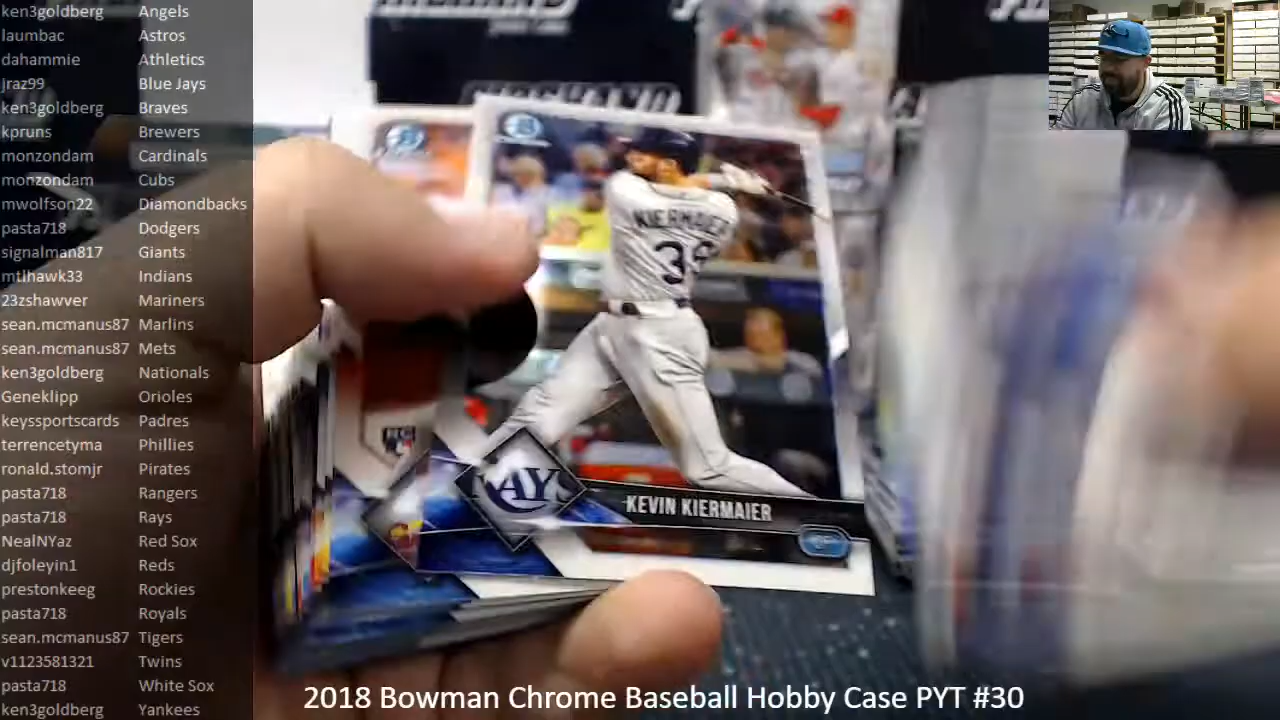 ken3goldberg Angels
laumbac Astros
dahammie Athletics
jraz99 Blue Jays
ken3goldberg Braves
kpruns Brewers
monzondam Cardinals
monzondam Cubs
mwolfson22 Diamondbacks
pasta718 Dodgers
signalman817 Giants
mtlhawk33 Indians
23zshawver Mariners
sean.mcmanus87 Marlins
sean.mcmanus87 Mets
ken3goldberg Nationals
Geneklipp Orioles
keyssportscards Padres
terrencetyma Phillies
ronald.stomjr Pirates
pasta718 Rangers
pasta718 Rays
NealNYaz Red Sox
djfoleyin1 Reds
prestonkeeg Rockies
pasta718 Royals
sean.mcmanus87 Tigers
v1123581321 Twins
pasta718 White Sox
ken3goldberg Yankees
KIERMAIER
39
RAYS
KEVIN KIERMAIER
OF
RC
2018 Bowman Chrome Baseball Hobby Case PYT #30